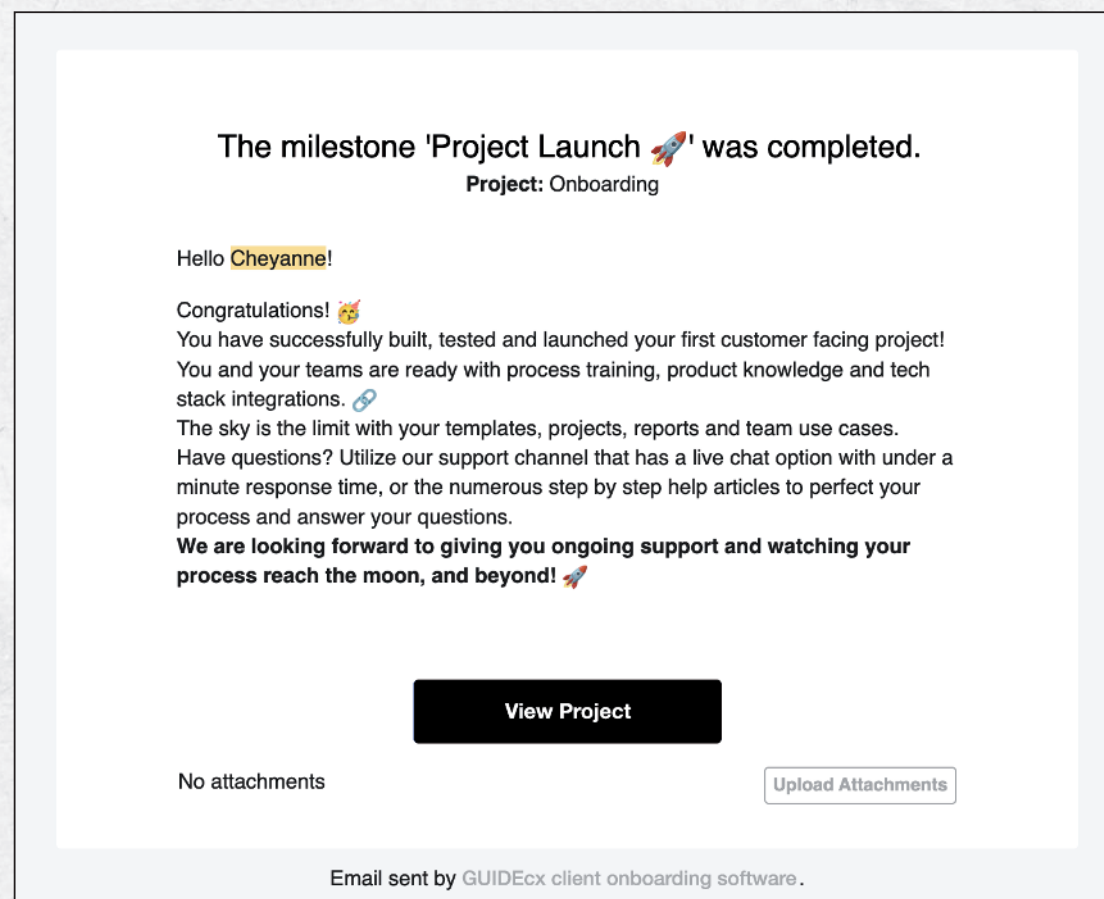 The milestone 'Project Launch 🚀' was completed.
Project: Onboarding
Hello Cheyanne!
Congratulations! 🥳
You have successfully built, tested and launched your first customer facing project!
You and your teams are ready with process training, product knowledge and tech
stack integrations. 🔗
The sky is the limit with your templates, projects, reports and team use cases.
Have questions? Utilize our support channel that has a live chat option with under a
minute response time, or the numerous step by step help articles to perfect your
process and answer your questions.
We are looking forward to giving you ongoing support and watching your
process reach the moon, and beyond! 🚀
View Project
No attachments
Upload Attachments
Email sent by GUIDEcx client onboarding software.